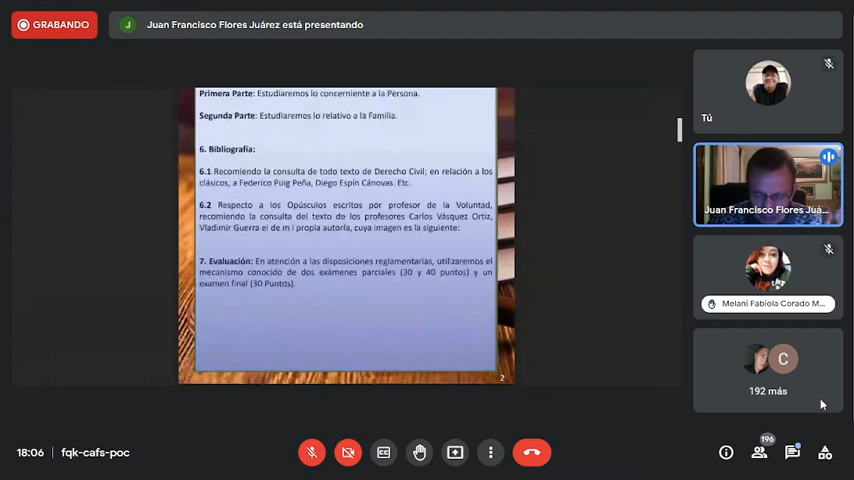 GRABANDO
J
Juan Francisco Flores Juárez está presentando
Primera Parte: Estudiaremos lo concerniente a la Persona.
Segunda Parte: Estudiaremos lo relativo a la Familia.
6. Bibliografía:
6.1 Recomiendo la consulta de todo texto de Derecho Civil; en relación a los
clásicos, a Federico Puig Peña, Diego Espín Cánovas. Etc.
6.2 Respecto a los Opúsculos escritos por profesor de la Voluntad,
recomiendo la consulta del texto de los profesores Carlos Vásquez Ortiz,
Vladimir Guerra el de m i propia autoría, cuya imagen es la siguiente:
7. Evaluación: En atención a las disposiciones reglamentarias, utilizaremos el
mecanismo conocido de dos exámenes parciales (30 y 40 puntos) y un
examen final (30 Puntos).
2
Tú
Juan Francisco Flores Juá...
Melani Fabiola Corado M...
C
192 más
18:06
fqk-cafs-poc
CC
196